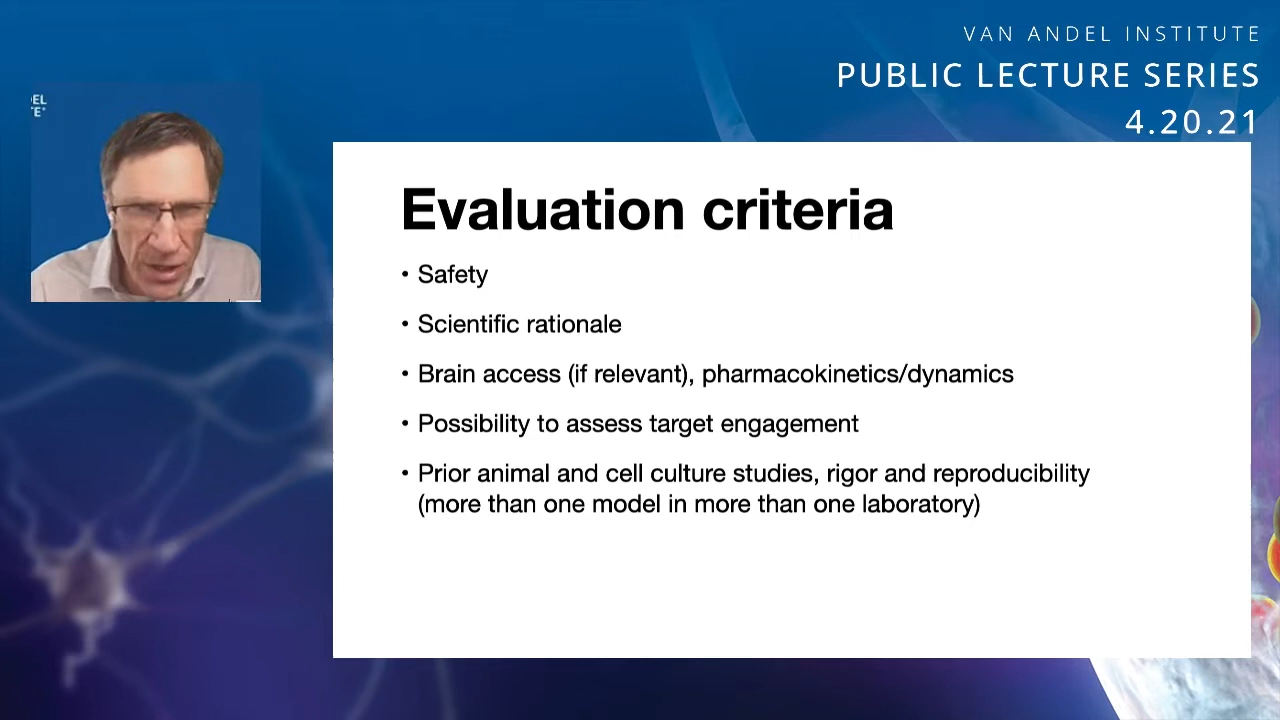 VAN ANDEL INSTITUTE
PUBLIC LECTURE SERIES
4.20.21
EL
E
Evaluation criteria
• Safety
• Scientific rationale
• Brain access (if relevant), pharmacokinetics/dynamics
• Possibility to assess target engagement
• Prior animal and cell culture studies, rigor and reproducibility
(more than one model in more than one laboratory)